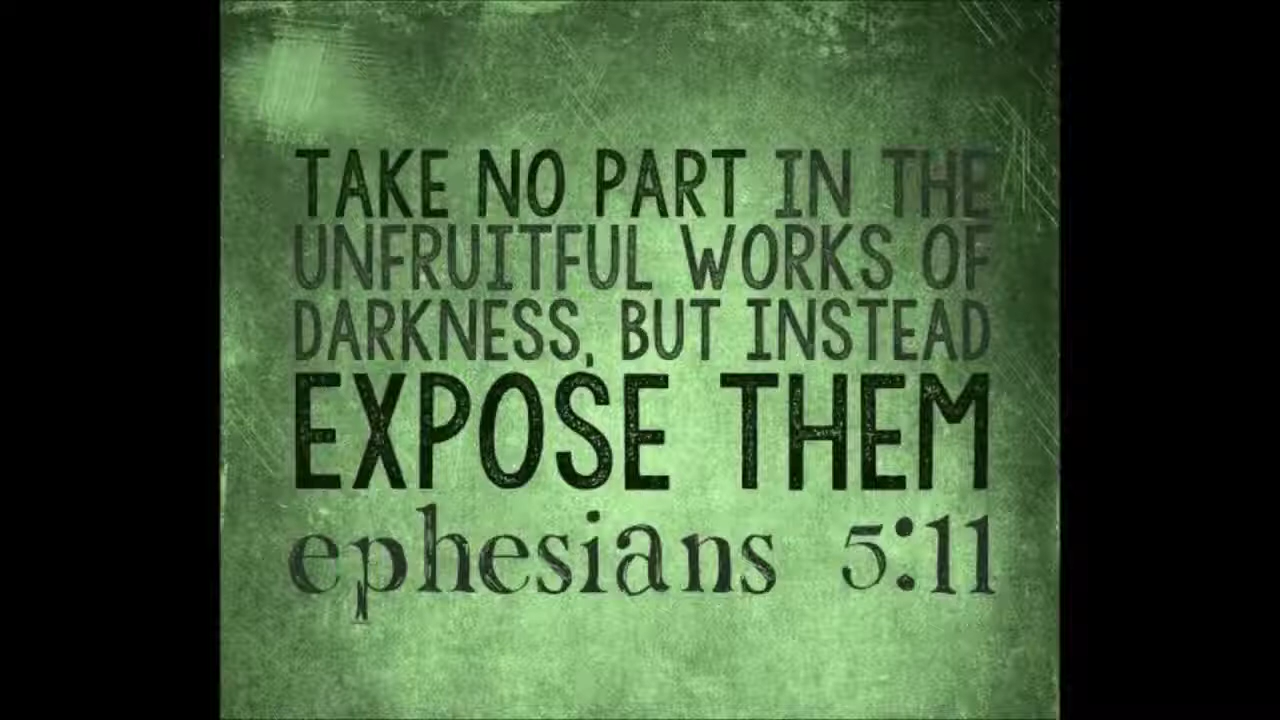 TAKE NO PART IN THE
UNFRUITFUL WORKS OF
DARKNESS, BUT INSTEAD
EXPOSE THEM
ephesians 5:11